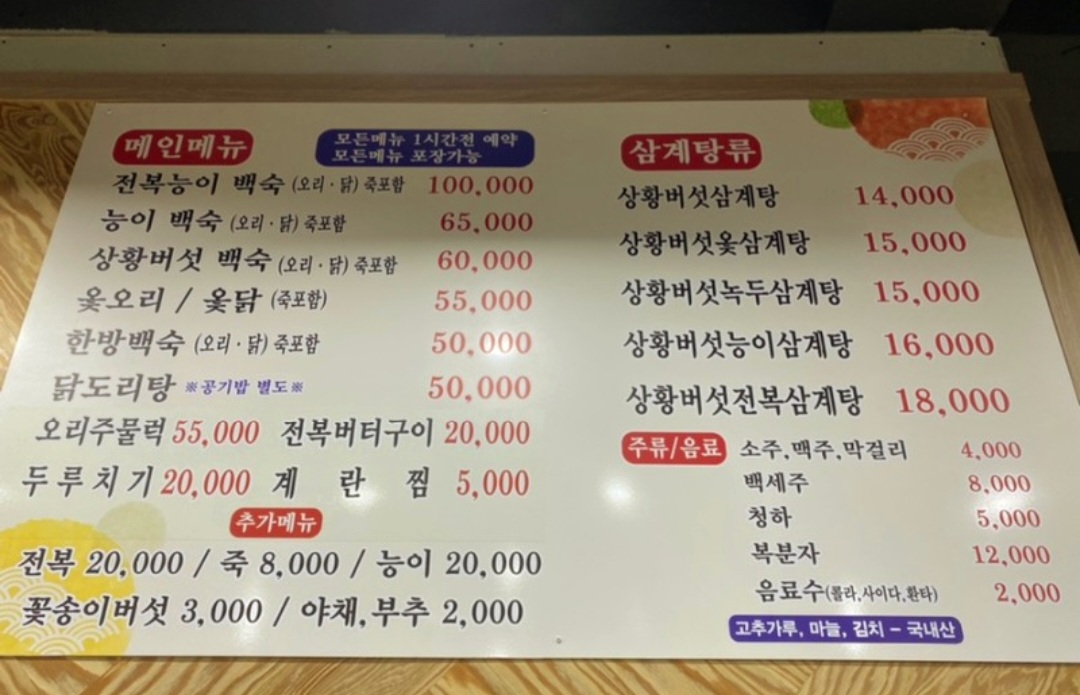 메인메뉴
모든메뉴 1시간전 예약
모든메뉴 포장가능
전복능이 백숙 (오리·닭) 죽포함 100,000
능이 백숙 (오리·닭) 죽포함 65,000
상황버섯 백숙 (오리·닭) 죽포함 60,000
옻오리 / 옻닭 (죽포함) 55,000
한방백숙 (오리·닭) 죽포함 50,000
닭도리탕 ※공기밥 별도※ 50,000
오리주물럭 55,000 전복버터구이 20,000
두루치기 20,000 계 란 찜 5,000
추가메뉴
전복 20,000 / 죽 8,000 / 능이 20,000
꽃송이버섯 3,000 / 야채,부추 2,000
삼계탕류
상황버섯삼계탕 14,000
상황버섯옻삼계탕 15,000
상황버섯녹두삼계탕 15,000
상황버섯능이삼계탕 16,000
상황버섯전복삼계탕 18,000
주류/음료 소주,맥주,막걸리 4,000
백세주 8,000
청하 5,000
복분자 12,000
음료수(콜라,사이다,환타) 2,000
고추가루, 마늘, 김치 - 국내산